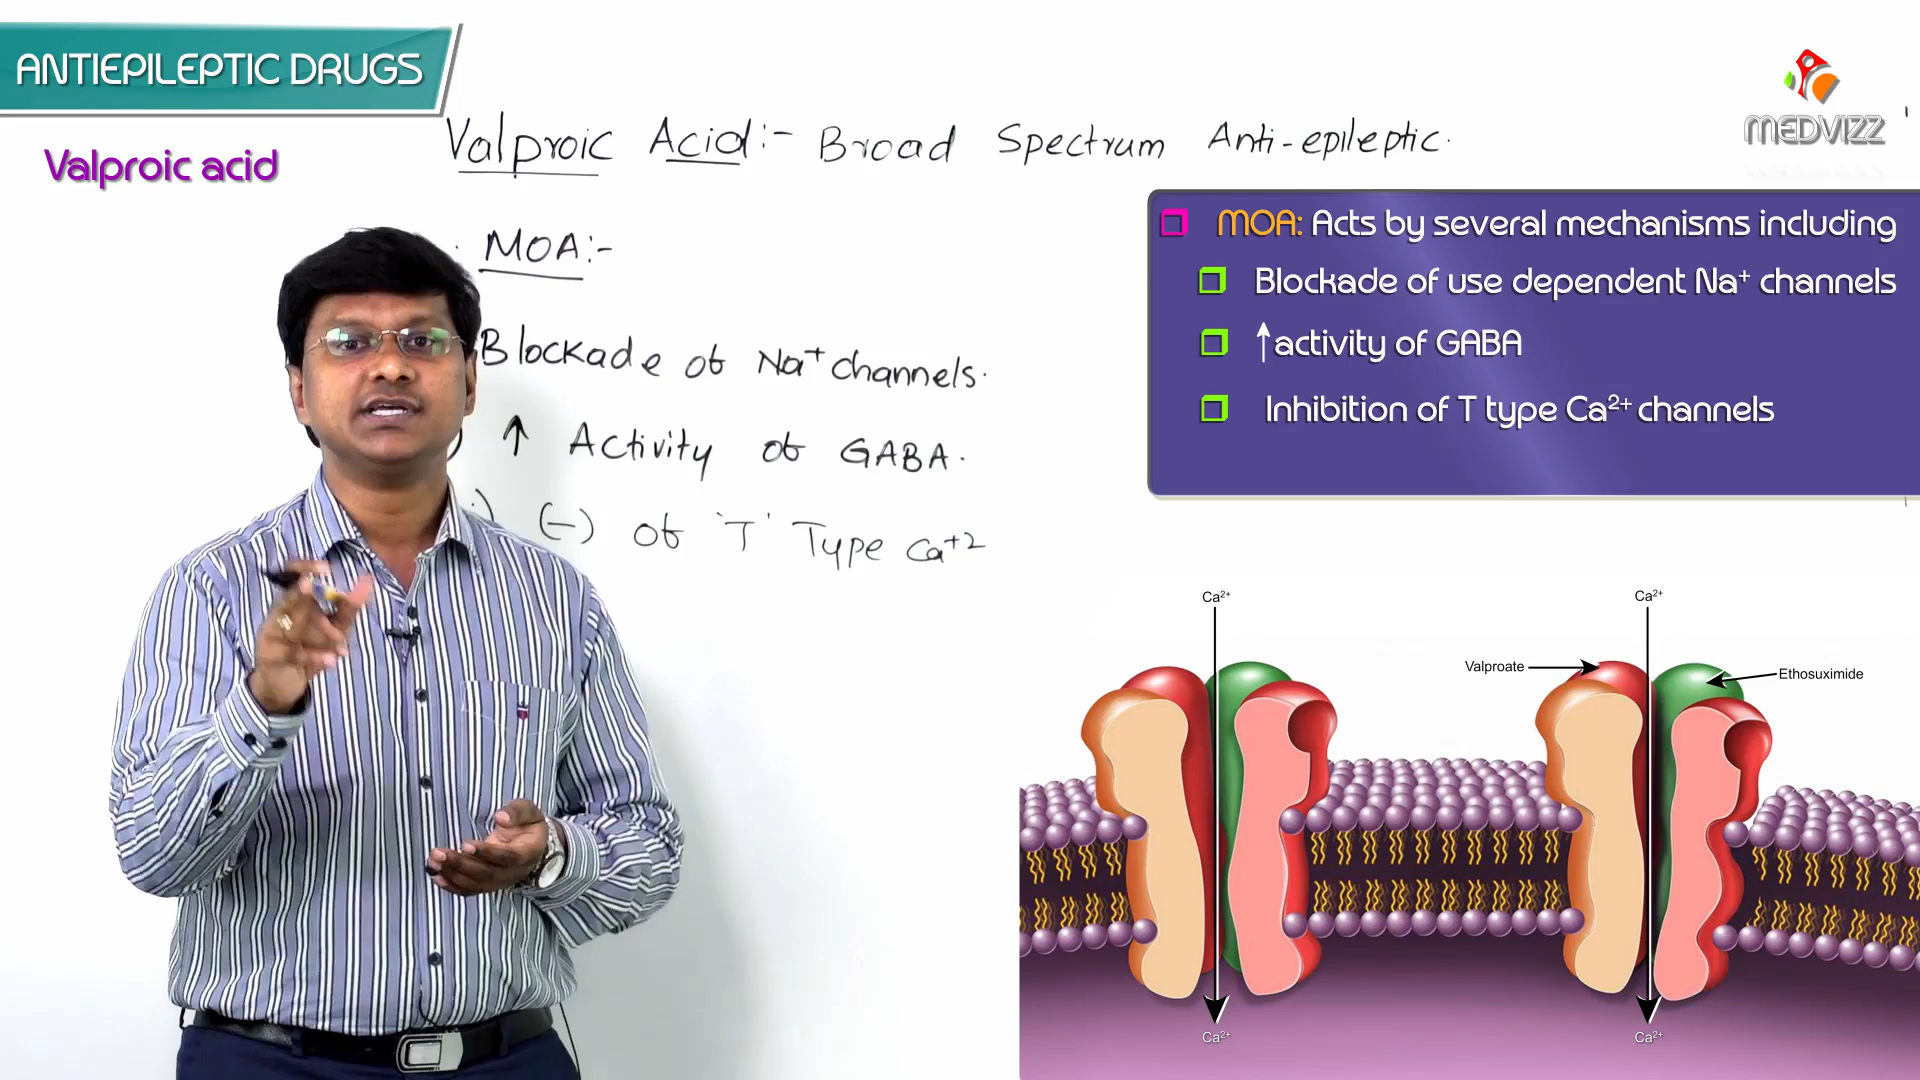 ANTIEPILEPTIC DRUGS
Valproic acid
MEDVIZZ
Valproic Acid :- Broad Spectrum Anti-epileptic.
MOA:-
Blockade of Na+ channels.
↑ Activity of GABA.
(-) of 'T' Type Ca+2
MOA: Acts by several mechanisms including
Blockade of use dependent Na+ channels
↑activity of GABA
Inhibition of T type Ca2+ channels
Ca2+
Ca2+
Valproate
Ethosuximide
Ca2+
Ca2+